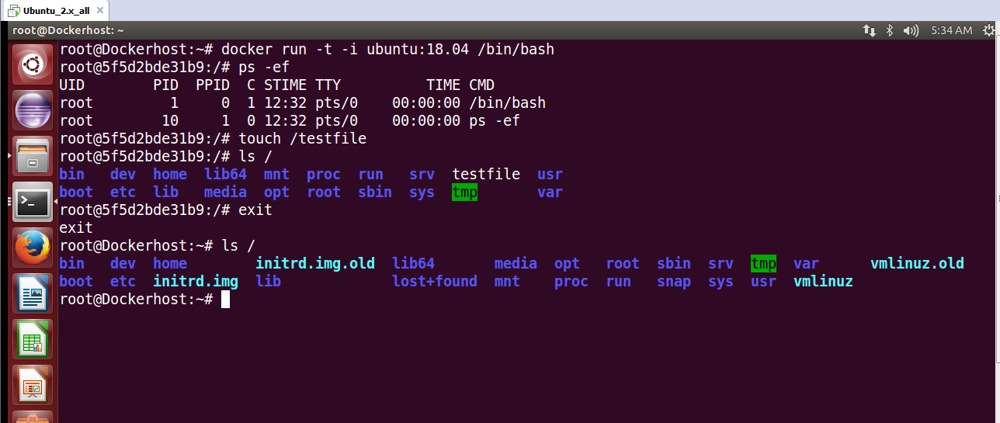 Ubuntu_2.x_all
root@Dockerhost: ~ 5:34 AM
root@Dockerhost:~# docker run -t -i ubuntu:18.04 /bin/bash
root@5f5d2bde31b9:/# ps -ef
UID        PID  PPID  C STIME TTY          TIME CMD
root         1     0  1 12:32 pts/0    00:00:00 /bin/bash
root        10     1  0 12:32 pts/0    00:00:00 ps -ef
root@5f5d2bde31b9:/# touch /testfile
root@5f5d2bde31b9:/# ls /
bin   dev  home  lib64  mnt  proc  run   srv  testfile  usr
boot  etc  lib   media  opt  root  sbin  sys  tmp       var
root@5f5d2bde31b9:/# exit
exit
root@Dockerhost:~# ls /
bin   dev  home        initrd.img.old  lib64       media  opt   root  sbin  srv  tmp  var      vmlinuz.old
boot  etc  initrd.img  lib             lost+found  mnt    proc  run   snap  sys  usr  vmlinuz
root@Dockerhost:~#